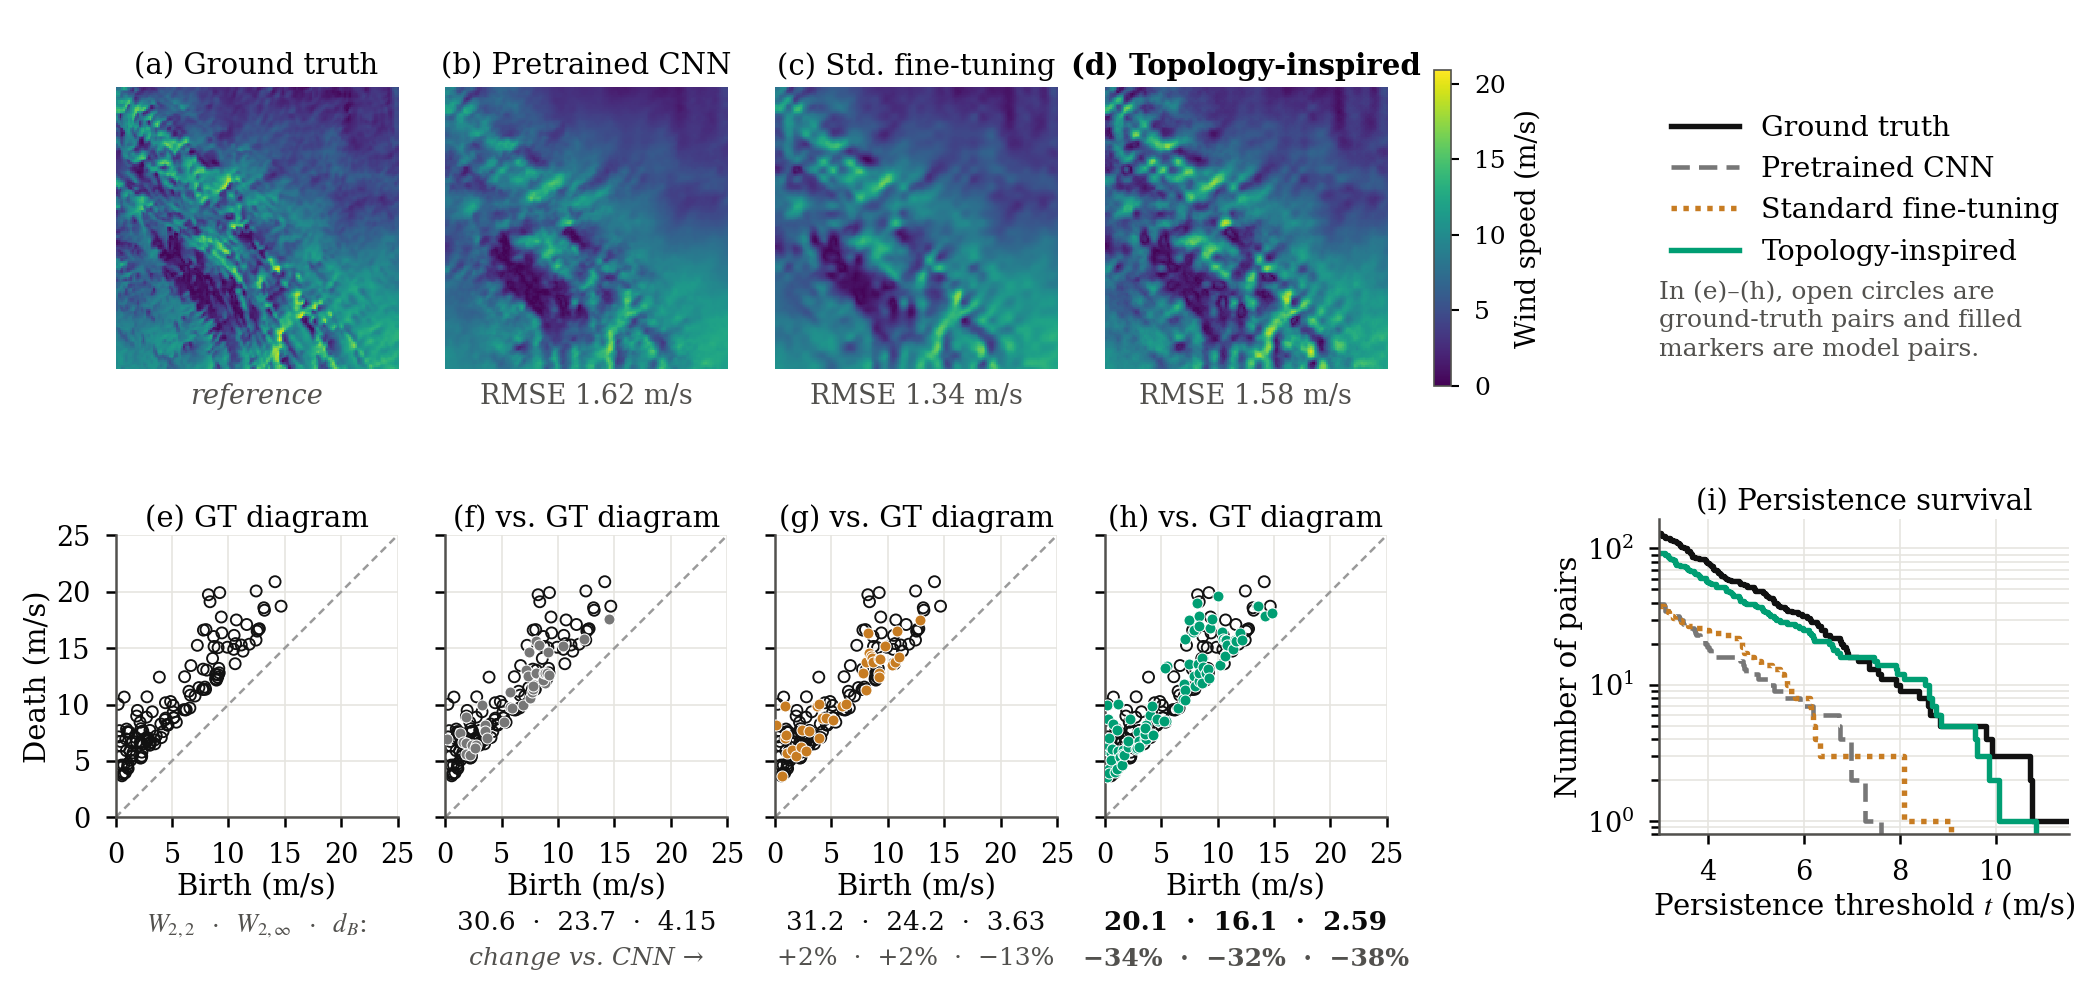 (a) Ground truth
(b) Pretrained CNN
(c) Std. fine-tuning
(d) Topology-inspired
reference
RMSE 1.62 m/s
RMSE 1.34 m/s
RMSE 1.58 m/s
20
15
10
5
0
Wind speed (m/s)
Ground truth
Pretrained CNN
Standard fine-tuning
Topology-inspired
In (e)–(h), open circles are
ground-truth pairs and filled
markers are model pairs.
(e) GT diagram
25
20
15
10
5
0
Death (m/s)
0 5 10 15 20 25
Birth (m/s)
W2,2 · W2,∞ · dB:
(f) vs. GT diagram
0 5 10 15 20 25
Birth (m/s)
30.6 · 23.7 · 4.15
change vs. CNN →
(g) vs. GT diagram
0 5 10 15 20 25
Birth (m/s)
31.2 · 24.2 · 3.63
+2% · +2% · −13%
(h) vs. GT diagram
0 5 10 15 20 25
Birth (m/s)
20.1 · 16.1 · 2.59
−34% · −32% · −38%
(i) Persistence survival
10²
10¹
10⁰
Number of pairs
4 6 8 10
Persistence threshold t (m/s)